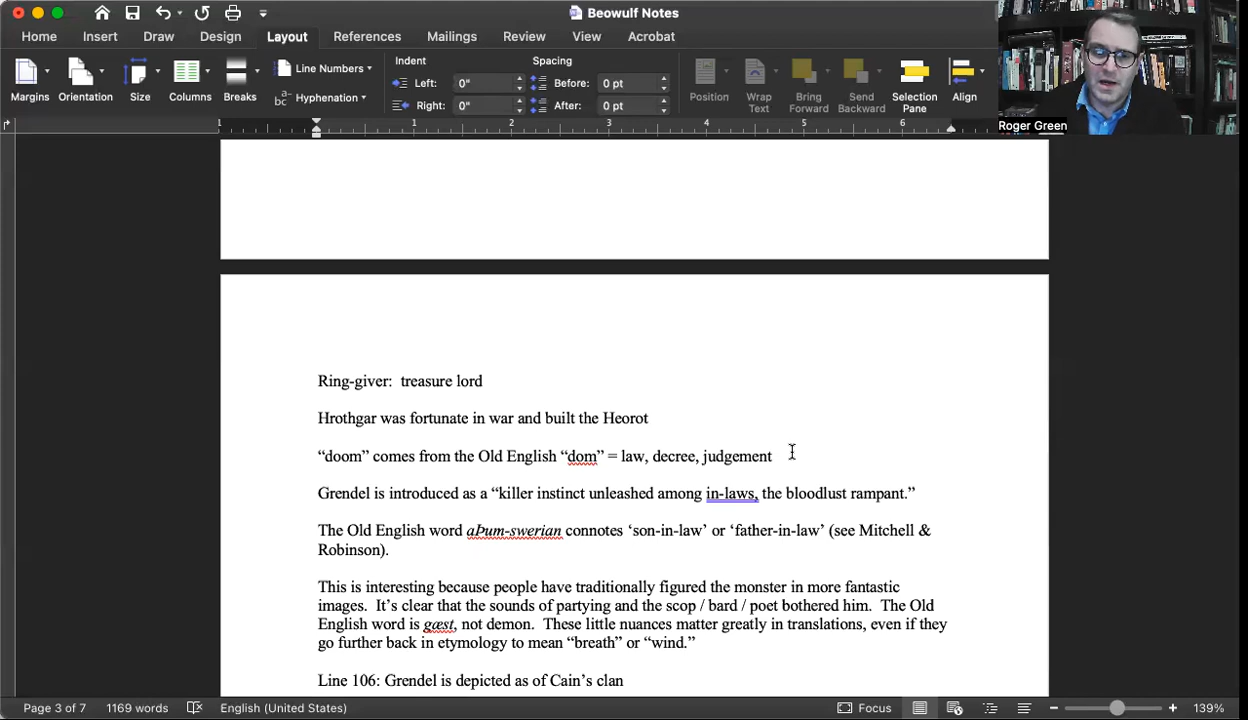 Beowulf Notes
Home Insert Draw Design Layout References Mailings Review View Acrobat
Margins Orientation Size Columns Breaks
Line Numbers
Hyphenation
Indent Spacing
Left: 0" Before: 0 pt
Right: 0" After: 0 pt
Position Wrap Text Bring Forward Send Backward Selection Pane Align
Roger Green
1 1 2 3 4 5 6
Ring-giver:  treasure lord
Hrothgar was fortunate in war and built the Heorot
“doom” comes from the Old English “dom” = law, decree, judgement
Grendel is introduced as a “killer instinct unleashed among in-laws, the bloodlust rampant.”
The Old English word aÞum-swerian connotes ‘son-in-law’ or ‘father-in-law’ (see Mitchell &
Robinson).
This is interesting because people have traditionally figured the monster in more fantastic
images.  It’s clear that the sounds of partying and the scop / bard / poet bothered him.  The Old
English word is gæst, not demon.  These little nuances matter greatly in translations, even if they
go further back in etymology to mean “breath” or “wind.”
Line 106: Grendel is depicted as of Cain’s clan
Page 3 of 7 1169 words English (United States) Focus 139%